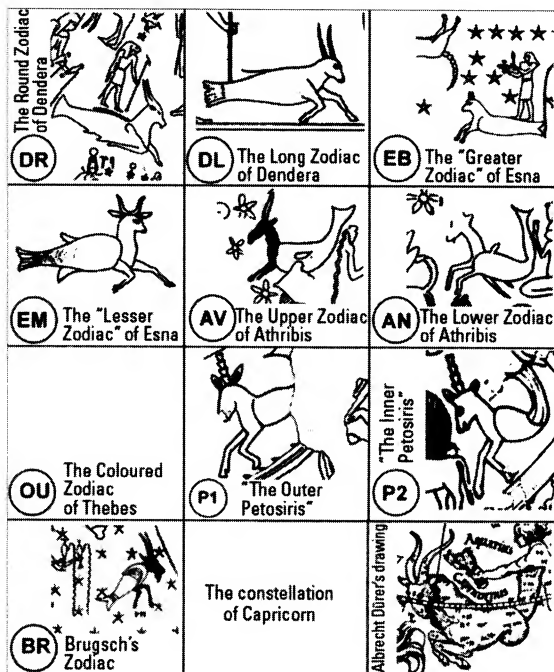 The Round Zodiac
of Dendera
DR
DL
The Long Zodiac
of Dendera
EB
The "Greater
Zodiac" of Esna
EM
The "Lesser
Zodiac" of Esna
AV
The Upper Zodiac
of Athribis
AN
The Lower Zodiac
of Athribis
OU
The Coloured
Zodiac
of Thebes
P1
"The Outer
Petosiris"
P2
"The Inner
Petosiris"
BR
Brugsch's
Zodiac
The constellation
of Capricorn
Albrecht Dürer's drawing
Aquarius